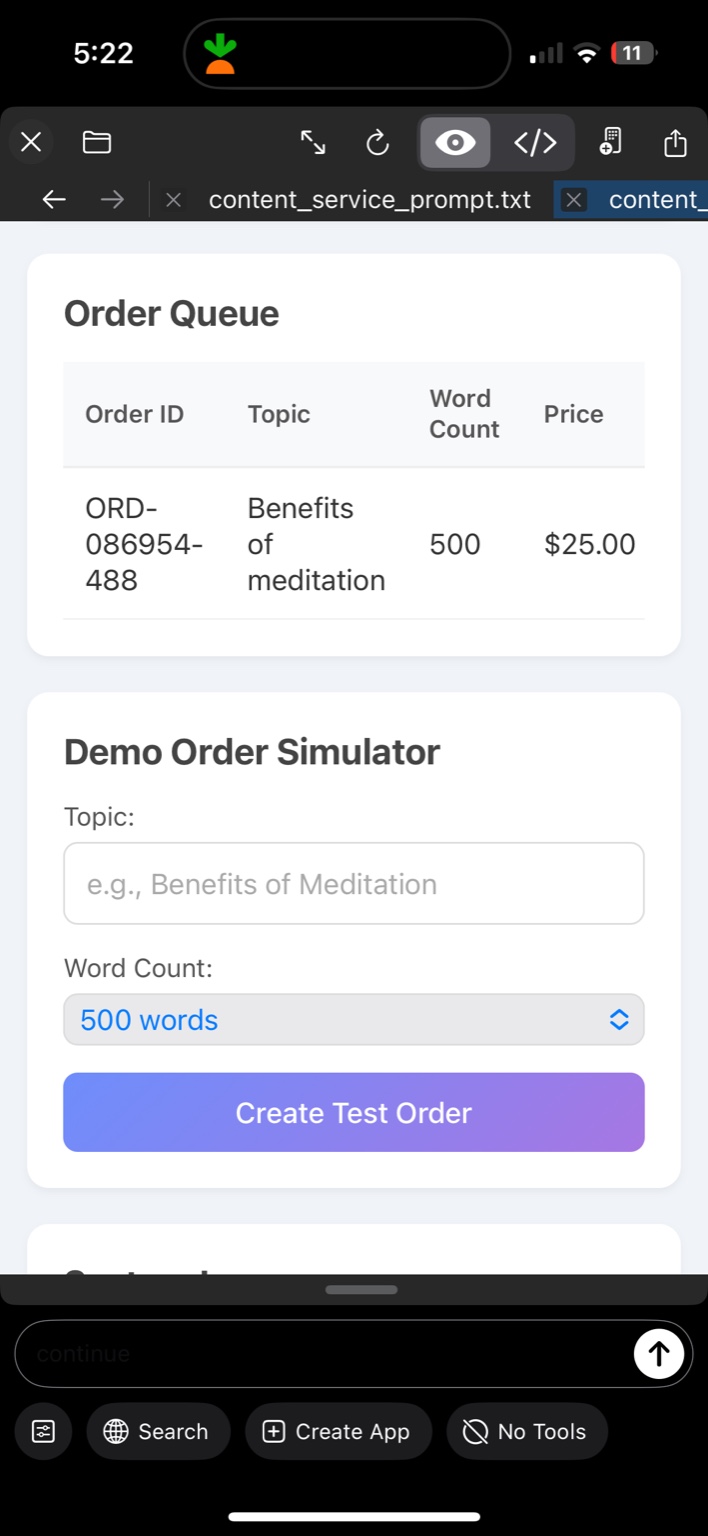 5:22
11
content_service_prompt.txt
content_
Order Queue
Order ID Topic Word Count Price
ORD-086954-488 Benefits of meditation 500 $25.00
Demo Order Simulator
Topic:
e.g., Benefits of Meditation
Word Count:
500 words
Create Test Order
continue
Search
Create App
No Tools